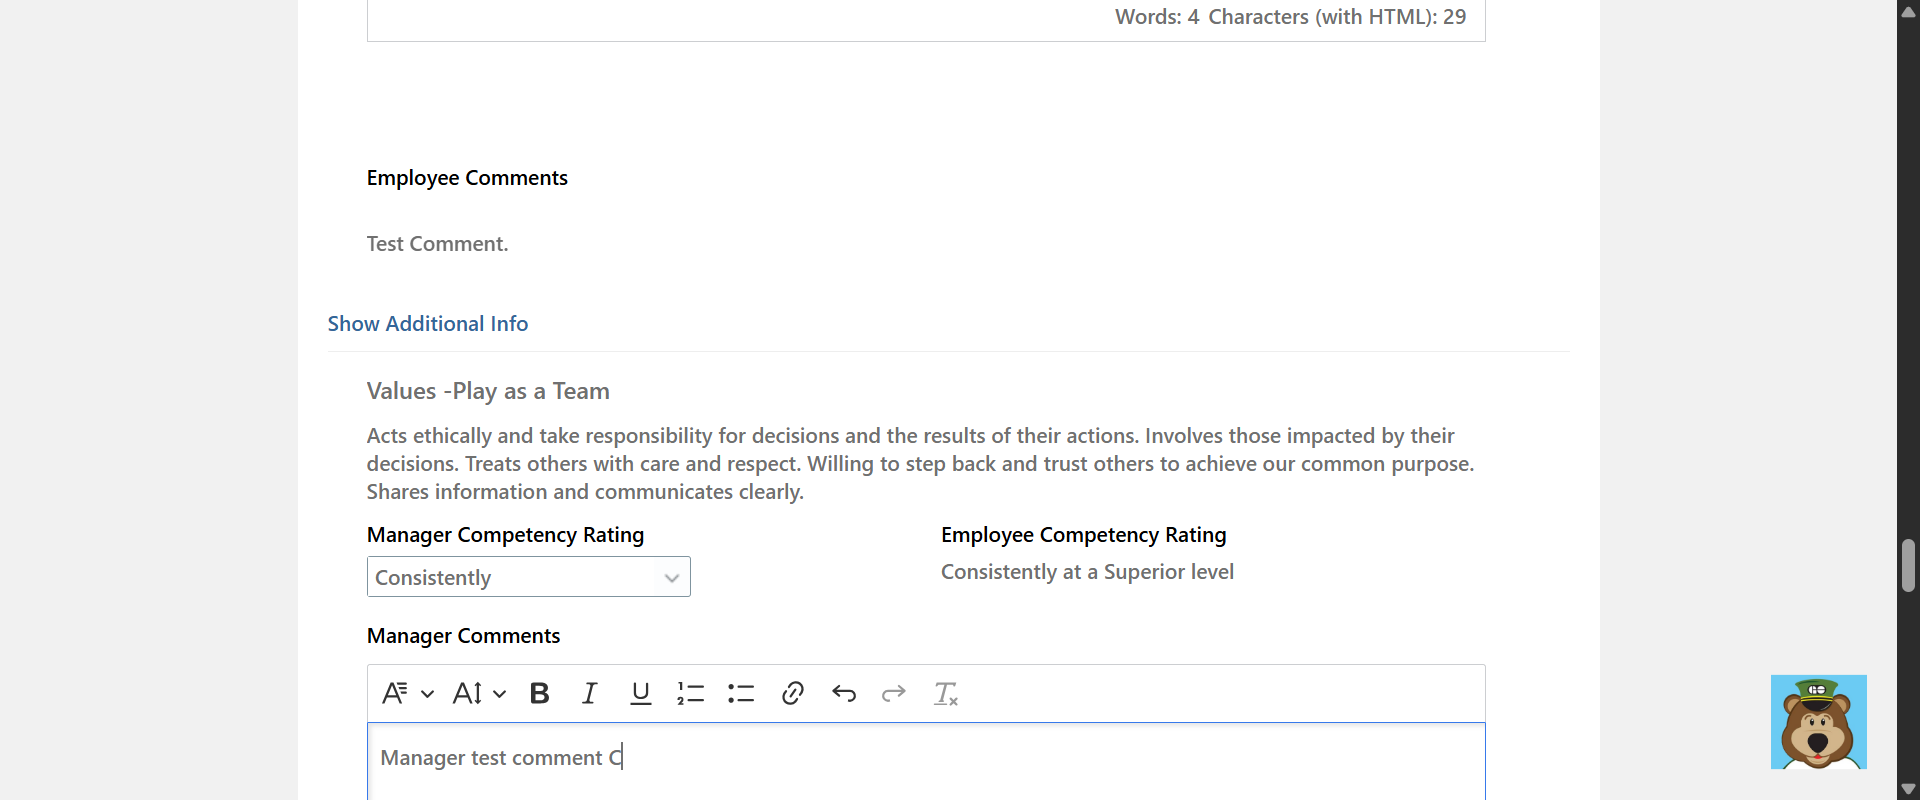 Words: 4 Characters (with HTML): 29
Employee Comments
Test Comment.
Show Additional Info
Values -Play as a Team
Acts ethically and take responsibility for decisions and the results of their actions. Involves those impacted by their
decisions. Treats others with care and respect. Willing to step back and trust others to achieve our common purpose.
Shares information and communicates clearly.
Manager Competency Rating
Employee Competency Rating
Consistently
Consistently at a Superior level
Manager Comments
Manager test comment C